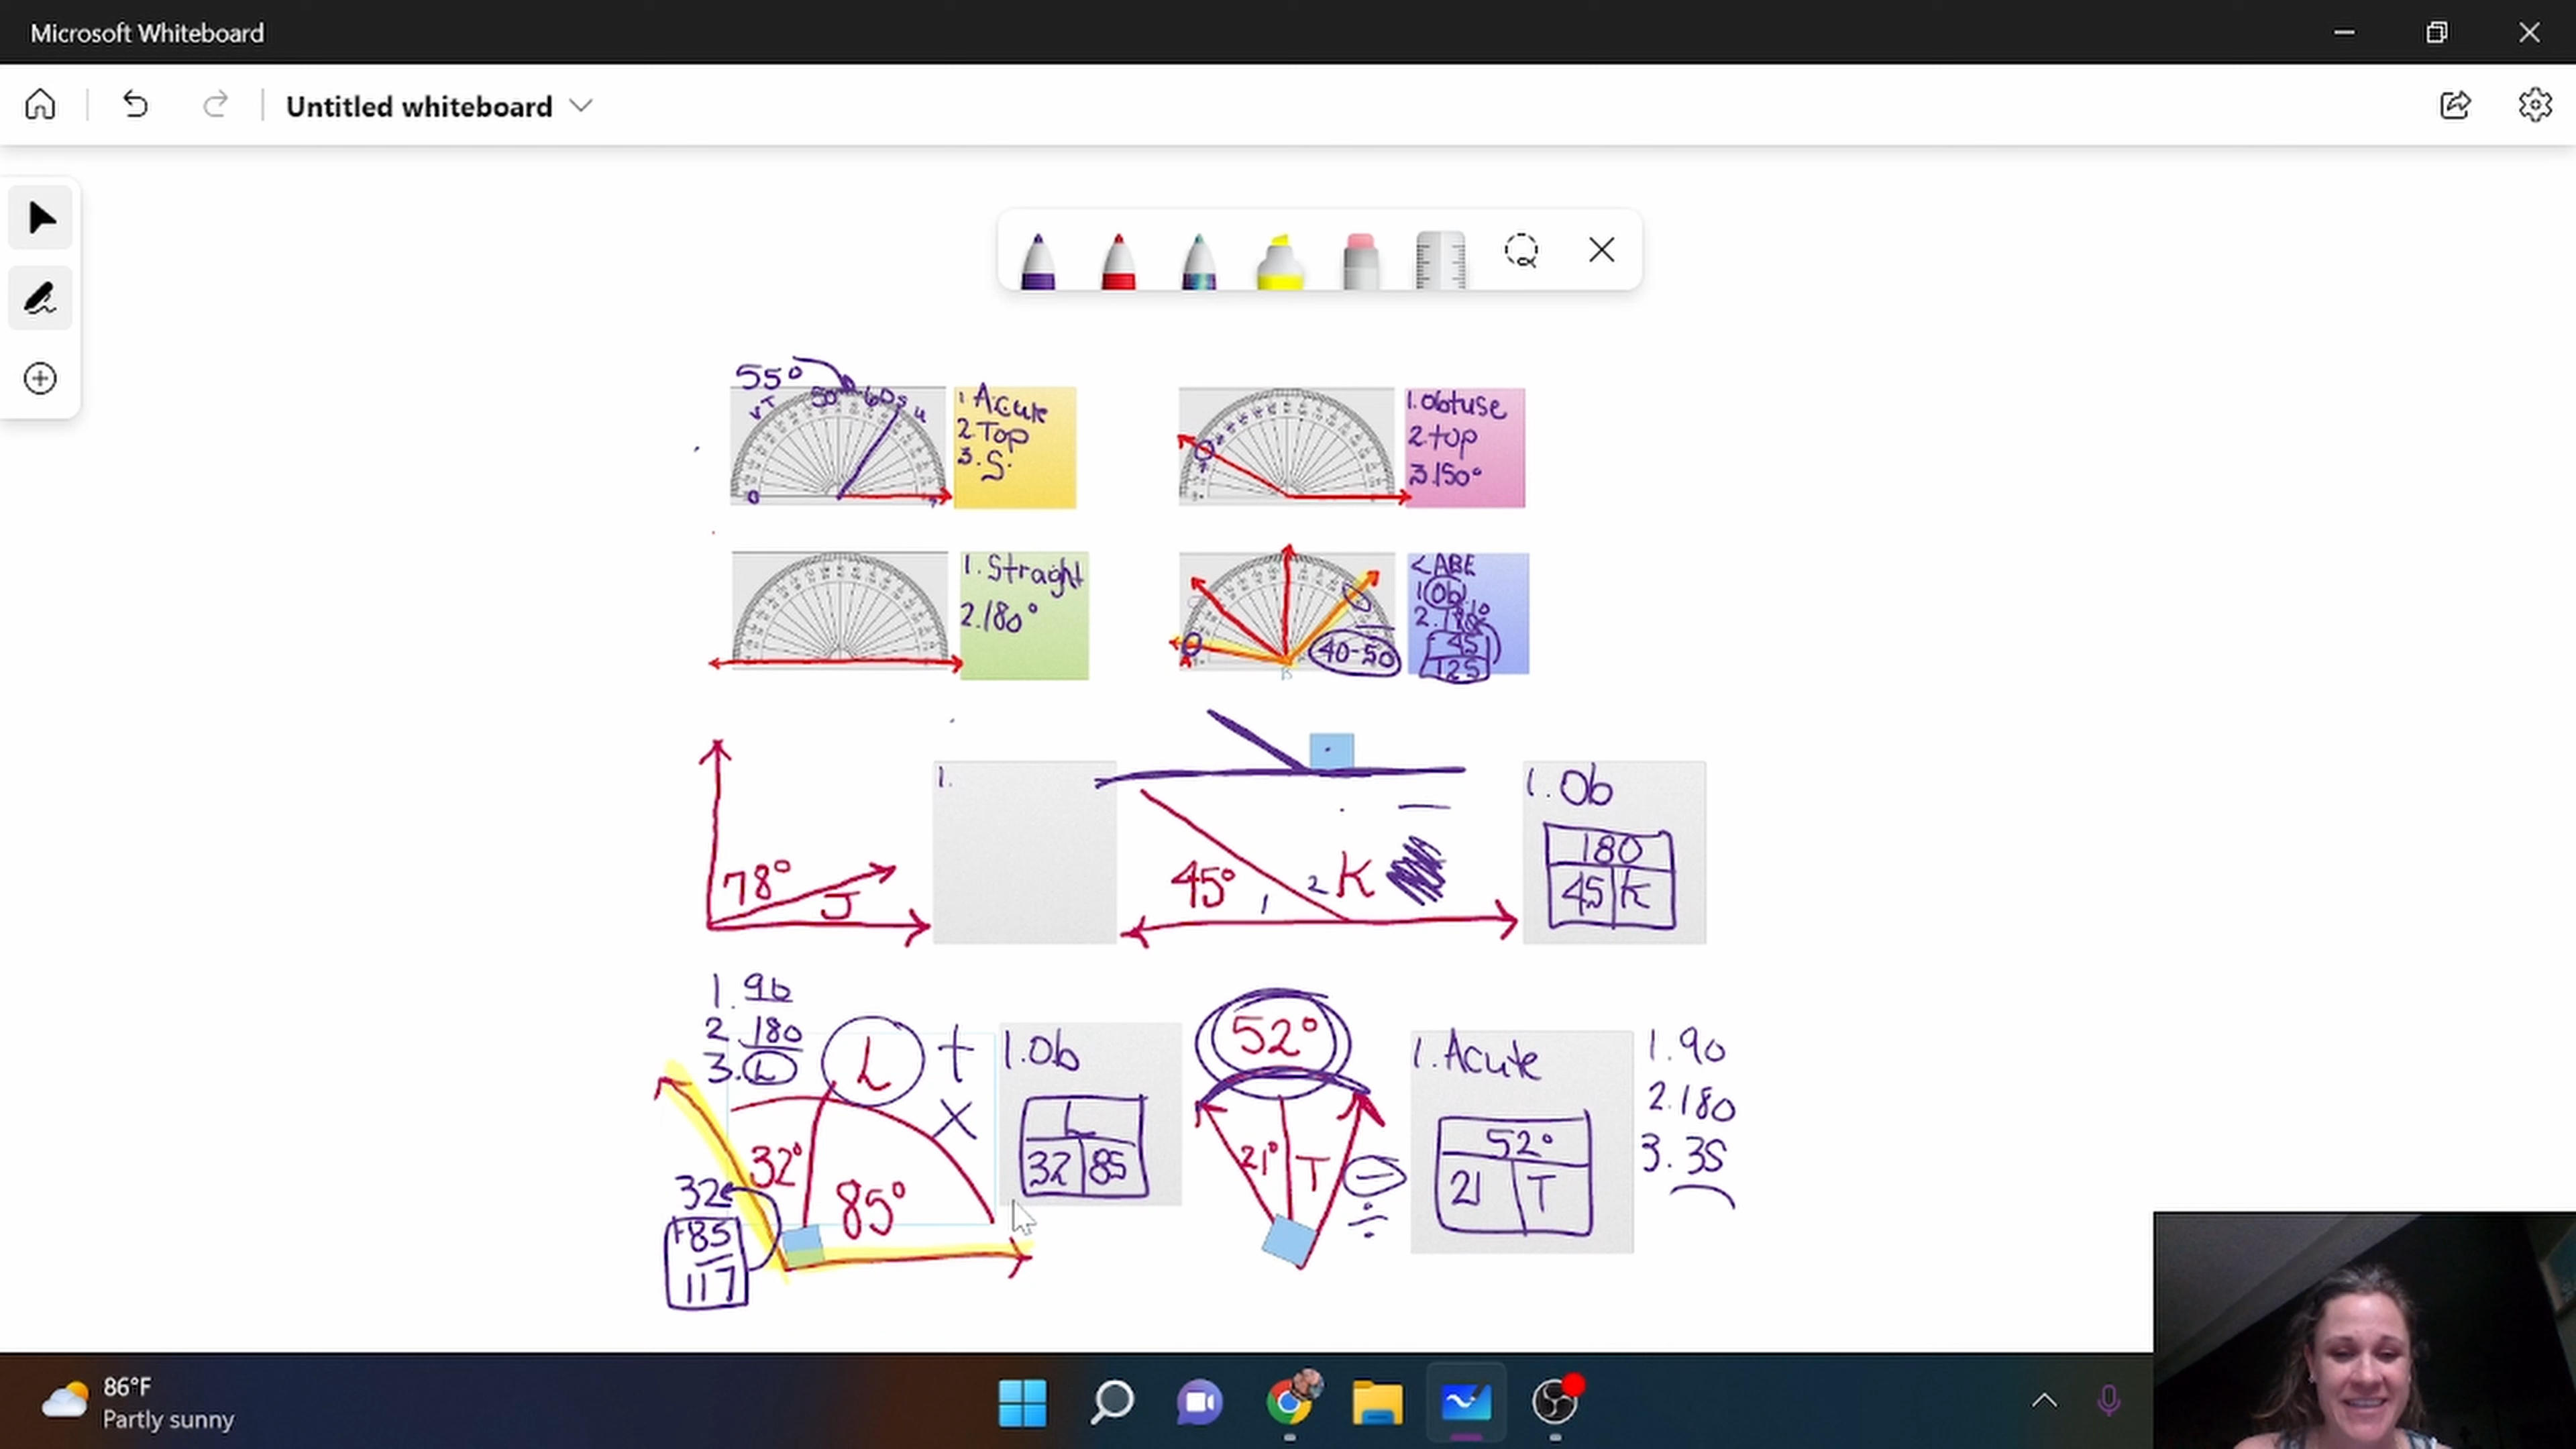 Microsoft Whiteboard
Untitled whiteboard
55°
50 60
1 Acute
2. Top
3. S
1. Obtuse
2. top
3. 150°
0
1. Straight
2. 180°
<ABE
1 Ob
45
125
40-50
A
B
1.
78°
J
45°
1
2
K
1. Ob
180
45 K
1. 90
2. 180
3. L
L
+
X
32°
85°
32
+85
117
1. Ob
L
32 85
52°
21°
T
1. Acute
52°
21 T
1. 90
2. 180
3. 35
86°F
Partly sunny